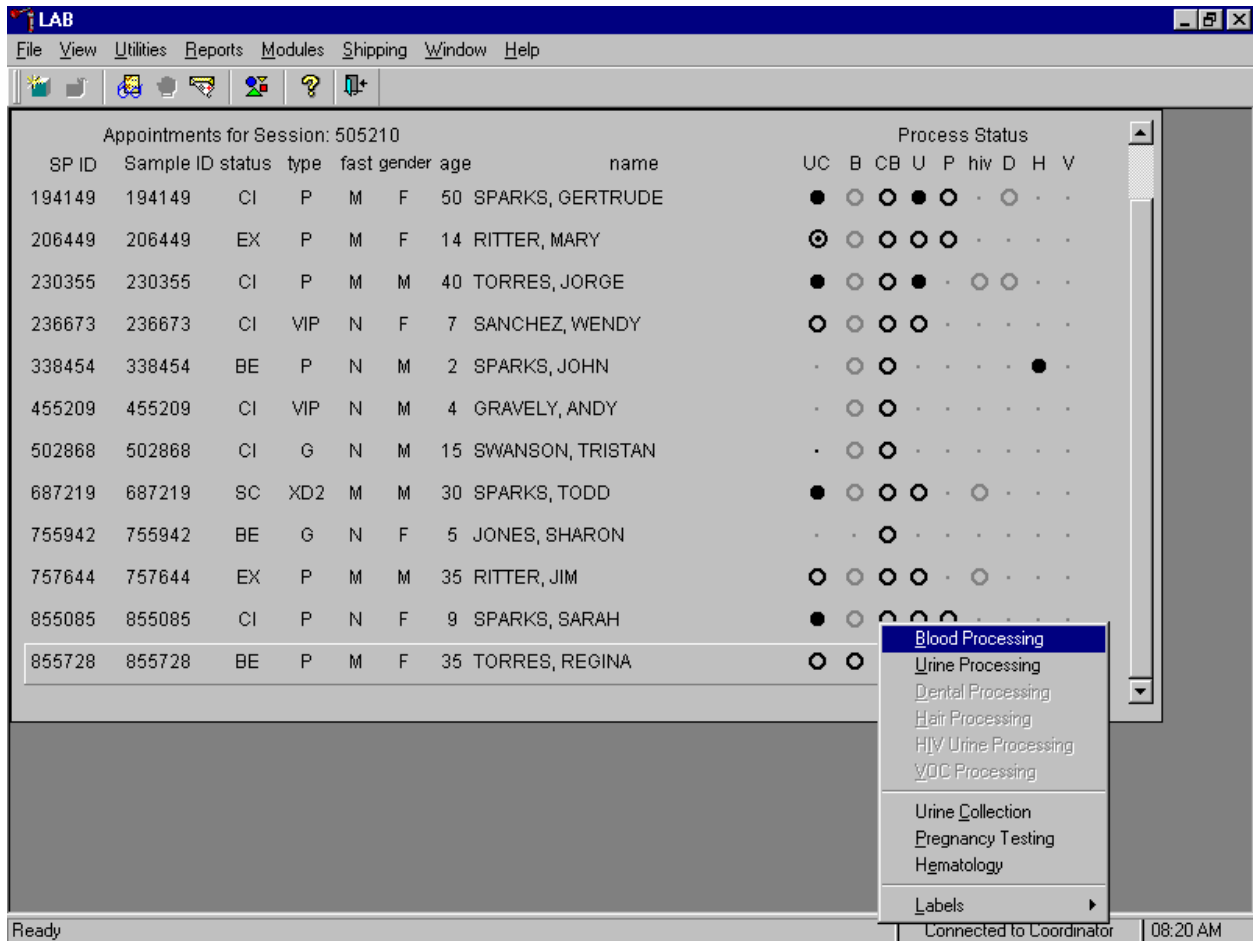 LAB
File View Utilities Reports Modules Shipping Window Help
Appointments for Session: 505210 Process Status
SP ID Sample ID status type fast gender age name UC B CB U P hiv D H V
194149 194149 CI P M F 50 SPARKS, GERTRUDE
206449 206449 EX P M F 14 RITTER, MARY
230355 230355 CI P M M 40 TORRES, JORGE
236673 236673 CI VIP N F 7 SANCHEZ, WENDY
338454 338454 BE P N M 2 SPARKS, JOHN
455209 455209 CI VIP N M 4 GRAVELY, ANDY
502868 502868 CI G N M 15 SWANSON, TRISTAN
687219 687219 SC XD2 M M 30 SPARKS, TODD
755942 755942 BE G N F 5 JONES, SHARON
757644 757644 EX P M M 35 RITTER, JIM
855085 855085 CI P N F 9 SPARKS, SARAH
855728 855728 BE P M F 35 TORRES, REGINA
Blood Processing
Urine Processing
Dental Processing
Hair Processing
HIV Urine Processing
VOC Processing
Urine Collection
Pregnancy Testing
Hematology
Labels
Ready Connected to Coordinator 08:20 AM